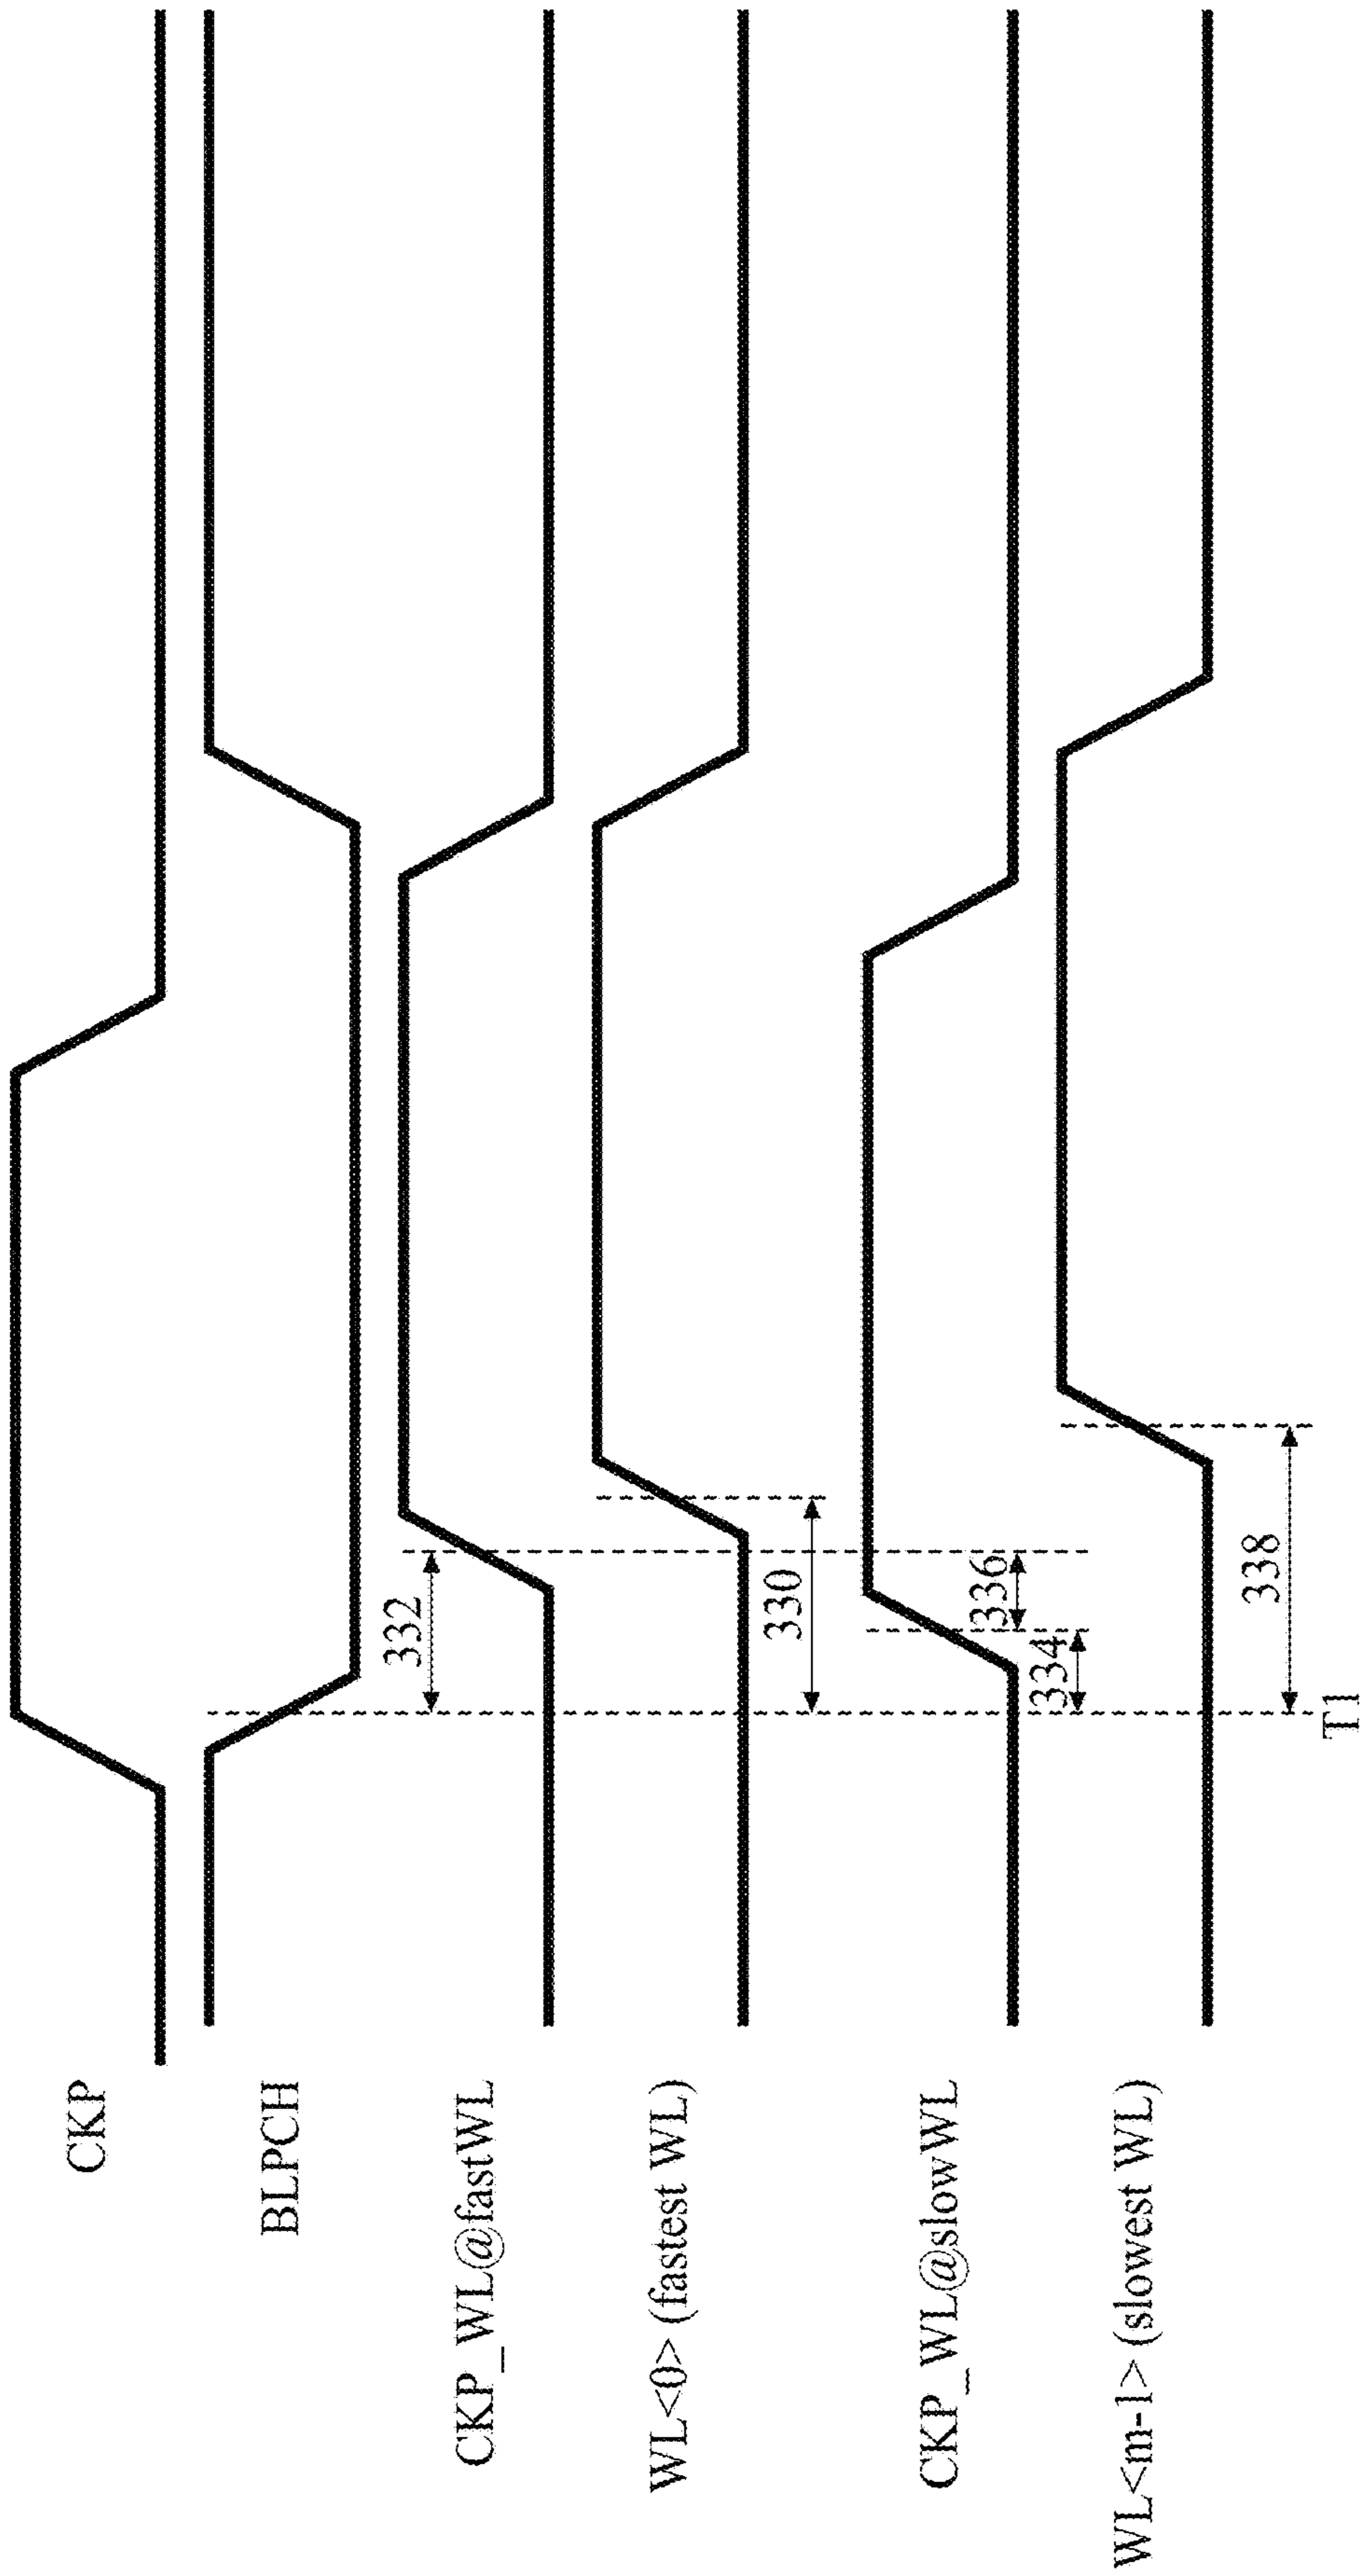 CKP
BLPCH
332
CKP_WL@fastWL
WL<0> (fastest WL)
330
CKP_WL@slowWL
334
336
WL<m-1> (slowest WL)
338
T1